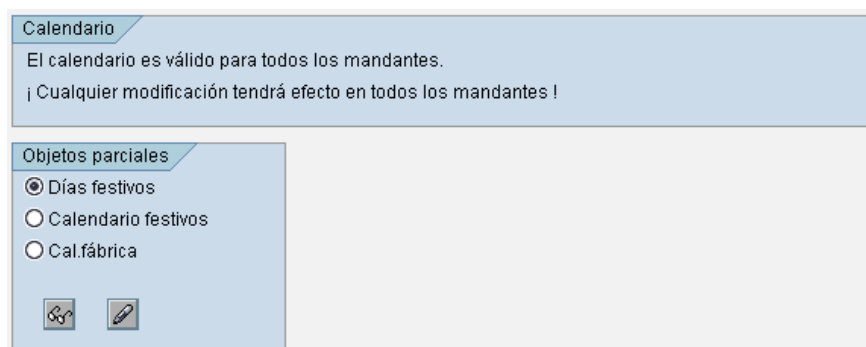 Calendario
El calendario es válido para todos los mandantes.
¡ Cualquier modificación tendrá efecto en todos los mandantes !
Objetos parciales
Días festivos
Calendario festivos
Cal.fábrica